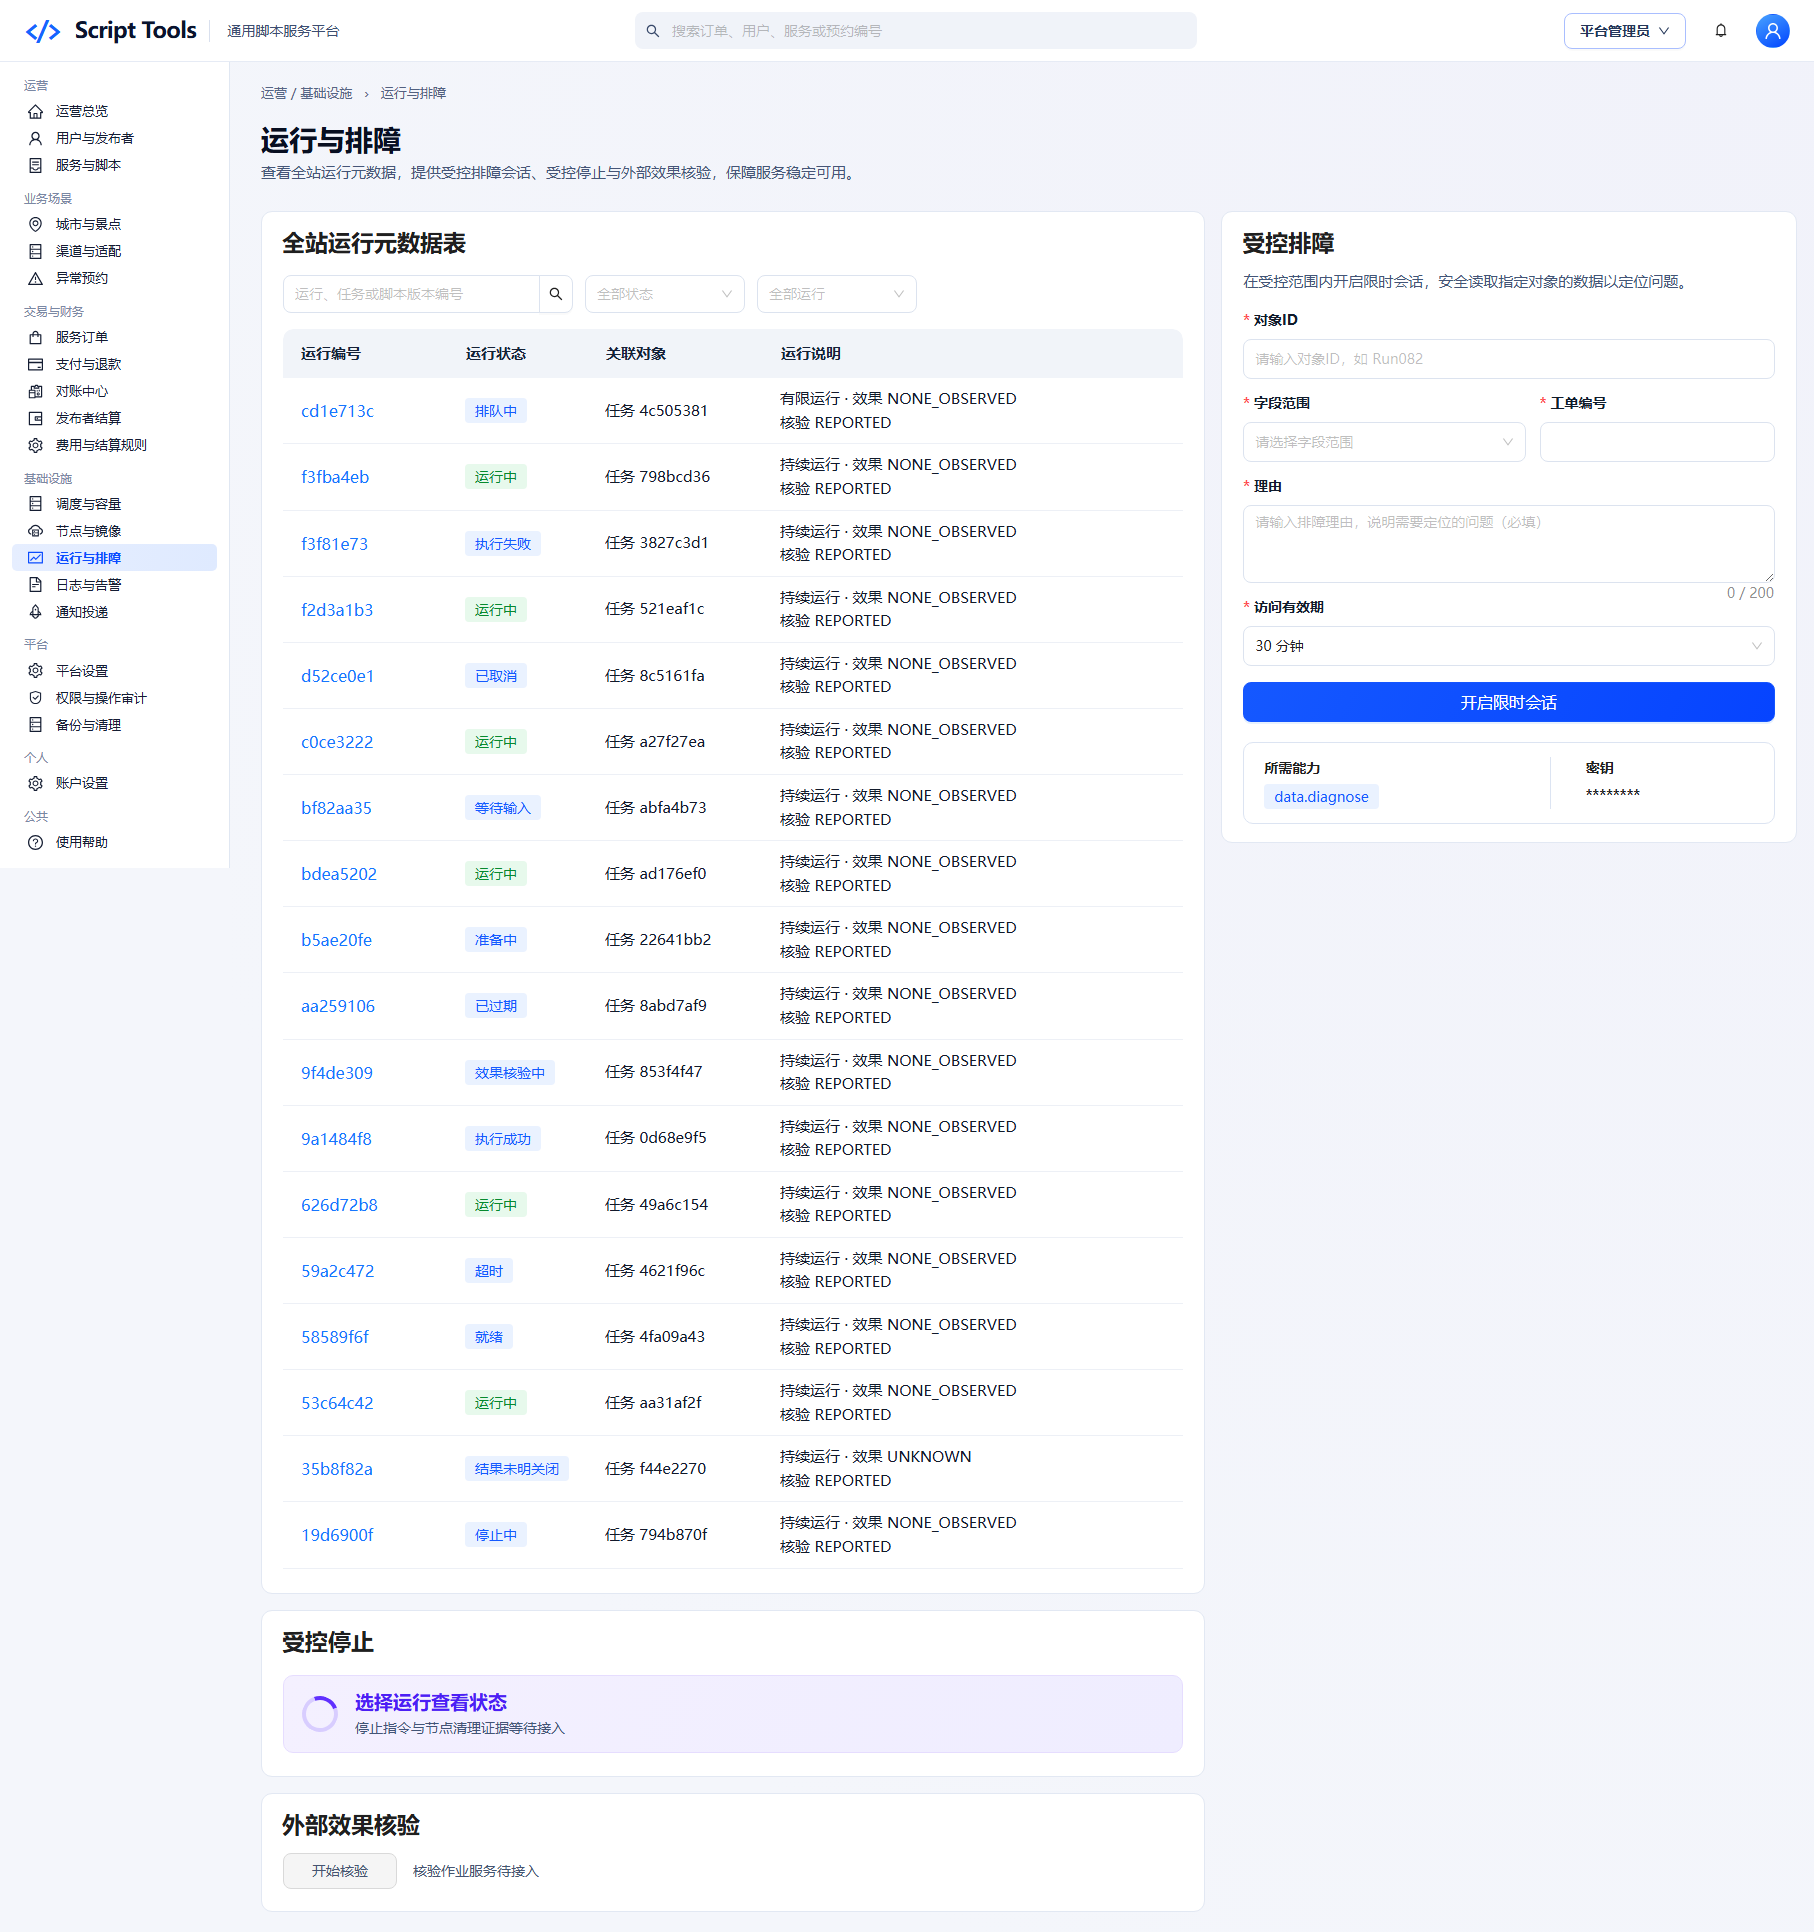 Script Tools
通用脚本服务平台
搜索订单、用户、服务或预约编号
平台管理员
运营
运营总览
用户与发布者
服务与脚本
业务场景
城市与景点
渠道与适配
异常预约
交易与财务
服务订单
支付与退款
对账中心
发布者结算
费用与结算规则
基础设施
调度与容量
节点与镜像
运行与排障
日志与告警
通知投递
平台
平台设置
权限与操作审计
备份与清理
个人
账户设置
公共
使用帮助
运营 / 基础设施 › 运行与排障
运行与排障
查看全站运行元数据，提供受控排障会话、受控停止与外部效果核验，保障服务稳定可用。
全站运行元数据表
运行、任务或脚本版本编号
全部状态
全部运行
运行编号 运行状态 关联对象 运行说明
cd1e713c 排队中 任务 4c505381 有限运行 · 效果 NONE_OBSERVED
核验 REPORTED
f3fba4eb 运行中 任务 798bcd36 持续运行 · 效果 NONE_OBSERVED
核验 REPORTED
f3f81e73 执行失败 任务 3827c3d1 持续运行 · 效果 NONE_OBSERVED
核验 REPORTED
f2d3a1b3 运行中 任务 521eaf1c 持续运行 · 效果 NONE_OBSERVED
核验 REPORTED
d52ce0e1 已取消 任务 8c5161fa 持续运行 · 效果 NONE_OBSERVED
核验 REPORTED
c0ce3222 运行中 任务 a27f27ea 持续运行 · 效果 NONE_OBSERVED
核验 REPORTED
bf82aa35 等待输入 任务 abfa4b73 持续运行 · 效果 NONE_OBSERVED
核验 REPORTED
bdea5202 运行中 任务 ad176ef0 持续运行 · 效果 NONE_OBSERVED
核验 REPORTED
b5ae20fe 准备中 任务 22641bb2 持续运行 · 效果 NONE_OBSERVED
核验 REPORTED
aa259106 已过期 任务 8abd7af9 持续运行 · 效果 NONE_OBSERVED
核验 REPORTED
9f4de309 效果核验中 任务 853f4f47 持续运行 · 效果 NONE_OBSERVED
核验 REPORTED
9a1484f8 执行成功 任务 0d68e9f5 持续运行 · 效果 NONE_OBSERVED
核验 REPORTED
626d72b8 运行中 任务 49a6c154 持续运行 · 效果 NONE_OBSERVED
核验 REPORTED
59a2c472 超时 任务 4621f96c 持续运行 · 效果 NONE_OBSERVED
核验 REPORTED
58589f6f 就绪 任务 4fa09a43 持续运行 · 效果 NONE_OBSERVED
核验 REPORTED
53c64c42 运行中 任务 aa31af2f 持续运行 · 效果 NONE_OBSERVED
核验 REPORTED
35b8f82a 结果未明关闭 任务 f44e2270 持续运行 · 效果 UNKNOWN
核验 REPORTED
19d6900f 停止中 任务 794b870f 持续运行 · 效果 NONE_OBSERVED
核验 REPORTED
受控停止
选择运行查看状态
停止指令与节点清理证据等待接入
外部效果核验
开始核验 核验作业服务待接入
受控排障
在受控范围内开启限时会话，安全读取指定对象的数据以定位问题。
* 对象ID
请输入对象ID，如 Run082
* 字段范围 * 工单编号
请选择字段范围
* 理由
请输入排障理由，说明需要定位的问题（必填）
0 / 200
* 访问有效期
30 分钟
开启限时会话
所需能力 密钥
data.diagnose ********